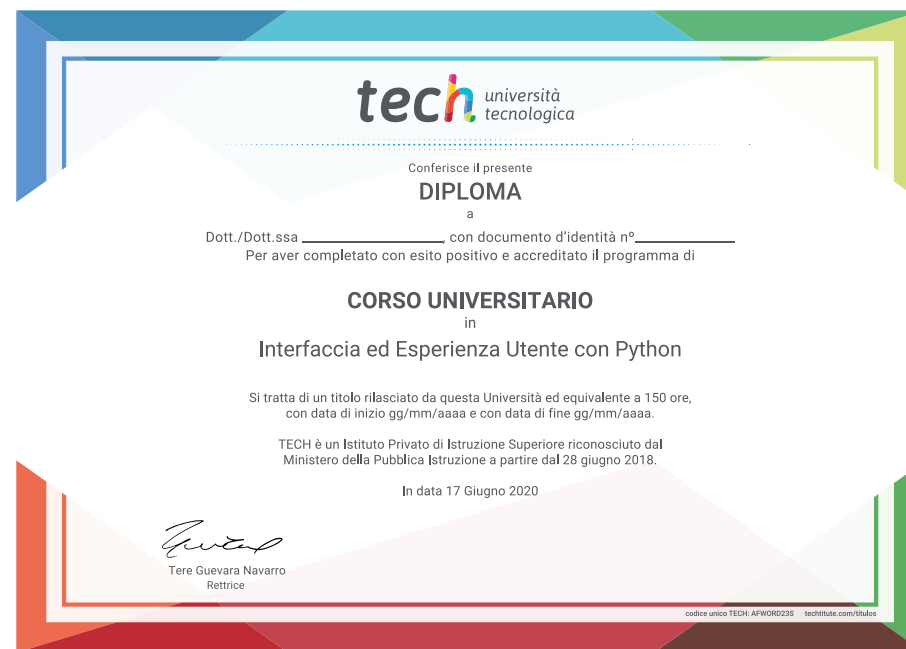 tech università
tecnologica
Conferisce il presente
DIPLOMA
a
Dott./Dott.ssa ____________________, con documento d'identità nº______________
Per aver completato con esito positivo e accreditato il programma di
CORSO UNIVERSITARIO
in
Interfaccia ed Esperienza Utente con Python
Si tratta di un titolo rilasciato da questa Università ed equivalente a 150 ore,
con data di inizio gg/mm/aaaa e con data di fine gg/mm/aaaa.
TECH è un Istituto Privato di Istruzione Superiore riconosciuto dal
Ministero della Pubblica Istruzione a partire dal 28 giugno 2018.
In data 17 Giugno 2020
Tere Guevara Navarro
Rettrice
codice unico TECH: AFWORD23S techtitute.com/titulos